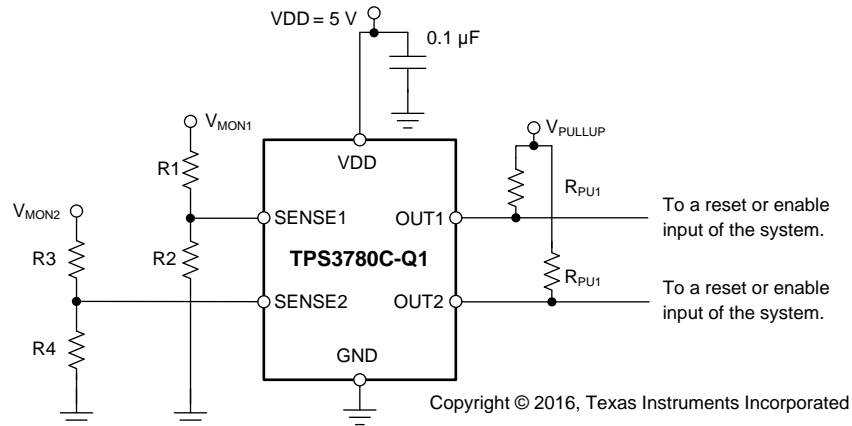 VDD = 5 V
0.1 µF
VMON1
VPULLUP
VDD
R1
RPU1
VMON2
SENSE1
OUT1
To a reset or enable
input of the system.
R3
R2
TPS3780C-Q1
RPU1
SENSE2
OUT2
To a reset or enable
input of the system.
R4
GND
Copyright © 2016, Texas Instruments Incorporated